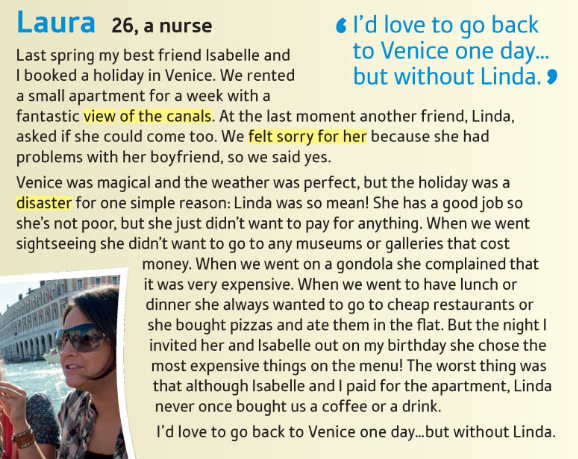 Laura 26, a nurse
❛ I'd love to go back
to Venice one day...
but without Linda. ❜
Last spring my best friend Isabelle and
I booked a holiday in Venice. We rented
a small apartment for a week with a
fantastic view of the canals. At the last moment another friend, Linda,
asked if she could come too. We felt sorry for her because she had
problems with her boyfriend, so we said yes.
Venice was magical and the weather was perfect, but the holiday was a
disaster for one simple reason: Linda was so mean! She has a good job so
she's not poor, but she just didn't want to pay for anything. When we went
sightseeing she didn't want to go to any museums or galleries that cost
money. When we went on a gondola she complained that
it was very expensive. When we went to have lunch or
dinner she always wanted to go to cheap restaurants or
she bought pizzas and ate them in the flat. But the night I
invited her and Isabelle out on my birthday she chose the
most expensive things on the menu! The worst thing was
that although Isabelle and I paid for the apartment, Linda
never once bought us a coffee or a drink.
I'd love to go back to Venice one day...but without Linda.